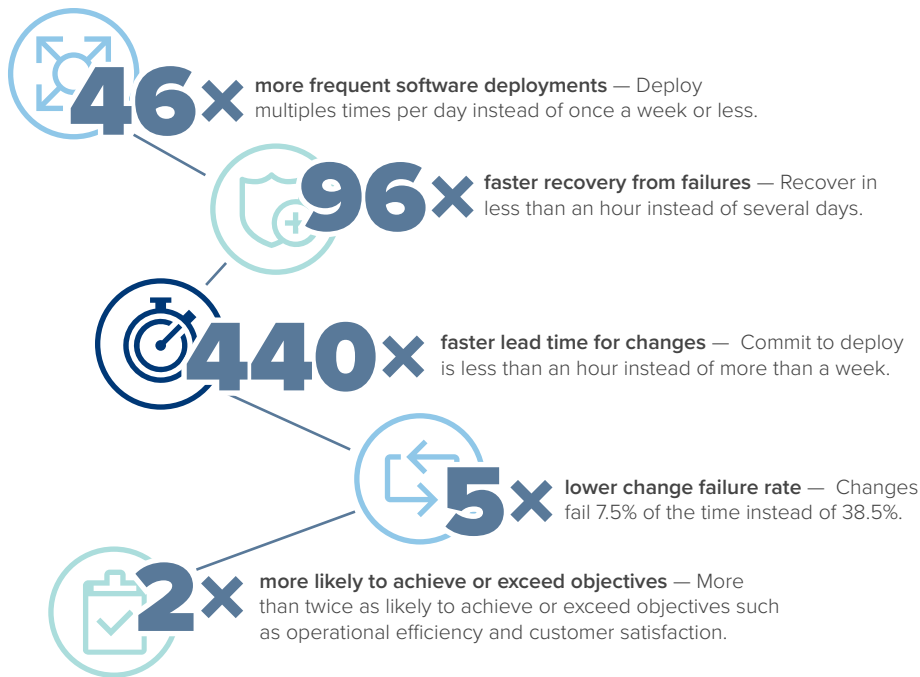 46×
more frequent software deployments — Deploy
multiples times per day instead of once a week or less.
96×
faster recovery from failures — Recover in
less than an hour instead of several days.
440×
faster lead time for changes — Commit to deploy
is less than an hour instead of more than a week.
5×
lower change failure rate — Changes
fail 7.5% of the time instead of 38.5%.
2×
more likely to achieve or exceed objectives — More
than twice as likely to achieve or exceed objectives such
as operational efficiency and customer satisfaction.